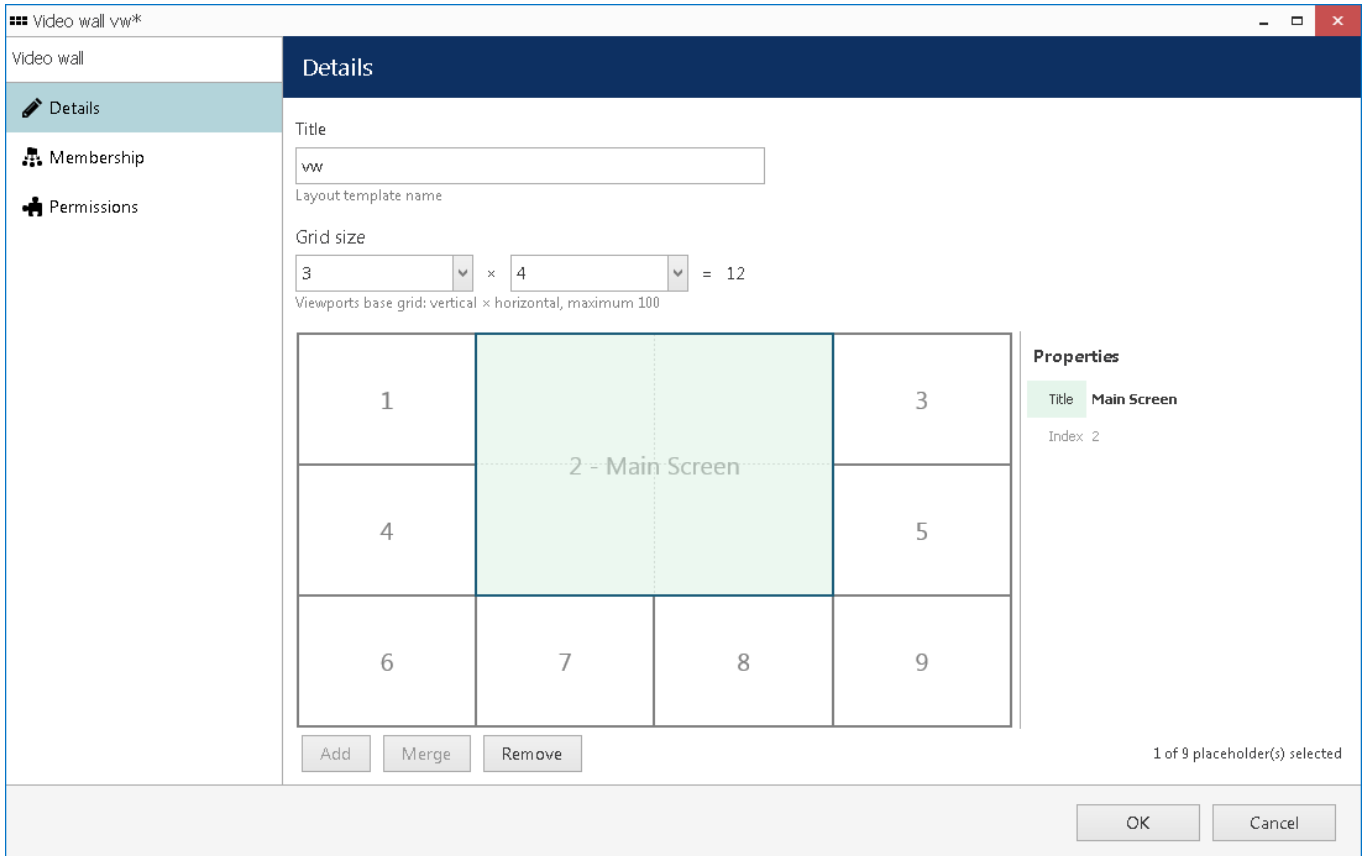 Video wall vw*
Video wall
Details
Membership
Permissions
Details
Title
vw
Layout template name
Grid size
3 × 4 = 12
Viewports base grid: vertical × horizontal, maximum 100
1
2 - Main Screen
3
4
5
6
7
8
9
Properties
Title Main Screen
Index 2
Add Merge Remove
1 of 9 placeholder(s) selected
OK Cancel